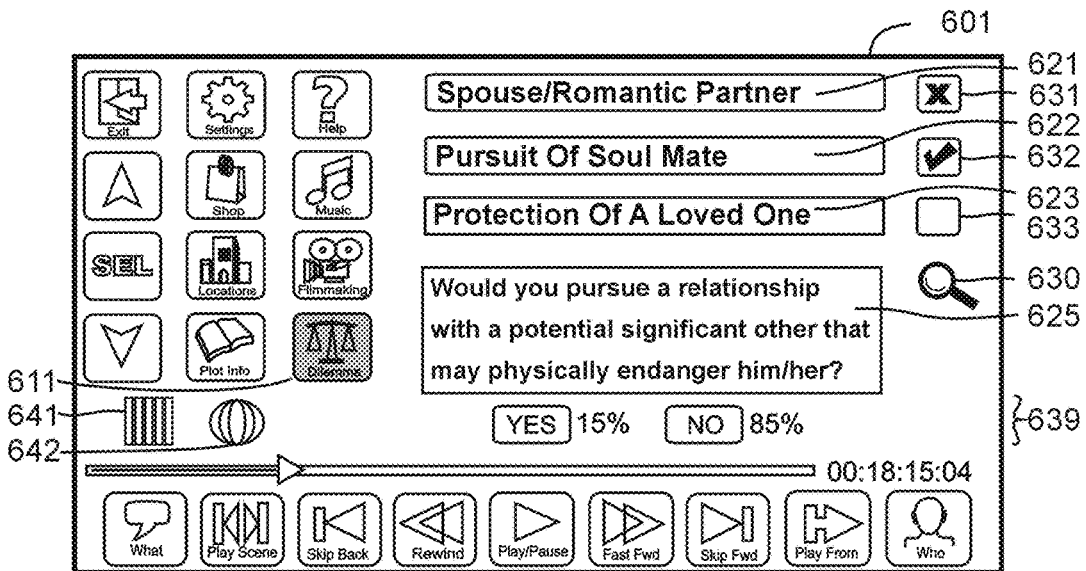 601
Exit
Settings
Help
Spouse/Romantic Partner
621
631
622
Shop
Music
Pursuit Of Soul Mate
632
623
Protection Of A Loved One
633
SEL
Locations
Filmmaking
630
Would you pursue a relationship
625
with a potential significant other that
may physically endanger him/her?
Plot Info
Dilemma
611
641
642
YES 15% NO 85%
639
00:18:15:04
What
Play Scene
Skip Back
Rewind
Play/Pause
Fast Fwd
Skip Fwd
Play From
Who